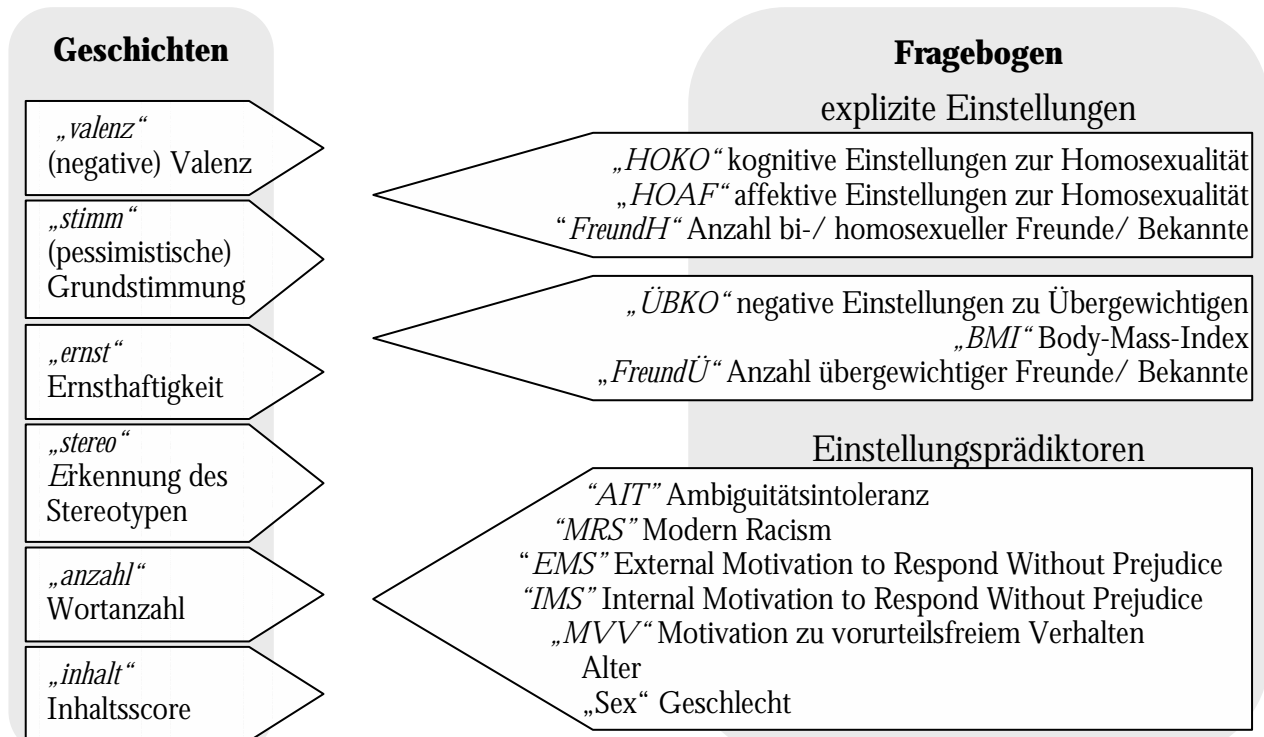 Geschichten
„valenz“
(negative) Valenz
„stimm“
(pessimistische)
Grundstimmung
„ernst“
Ernsthaftigkeit
„stereo“
Erkennung des
Stereotypen
„anzahl“
Wortanzahl
„inhalt“
Inhaltsscore
Fragebogen
explizite Einstellungen
„HOKO“ kognitive Einstellungen zur Homosexualität
„HOAF“ affektive Einstellungen zur Homosexualität
“FreundH“ Anzahl bi-/ homosexueller Freunde/ Bekannte
„ÜBKO“ negative Einstellungen zu Übergewichtigen
„BMI“ Body-Mass-Index
„FreundÜ“ Anzahl übergewichtiger Freunde/ Bekannte
Einstellungsprädiktoren
“AIT” Ambiguitätsintoleranz
“MRS” Modern Racism
“EMS” External Motivation to Respond Without Prejudice
“IMS” Internal Motivation to Respond Without Prejudice
„MVV“ Motivation zu vorurteilsfreiem Verhalten
Alter
„Sex“ Geschlecht